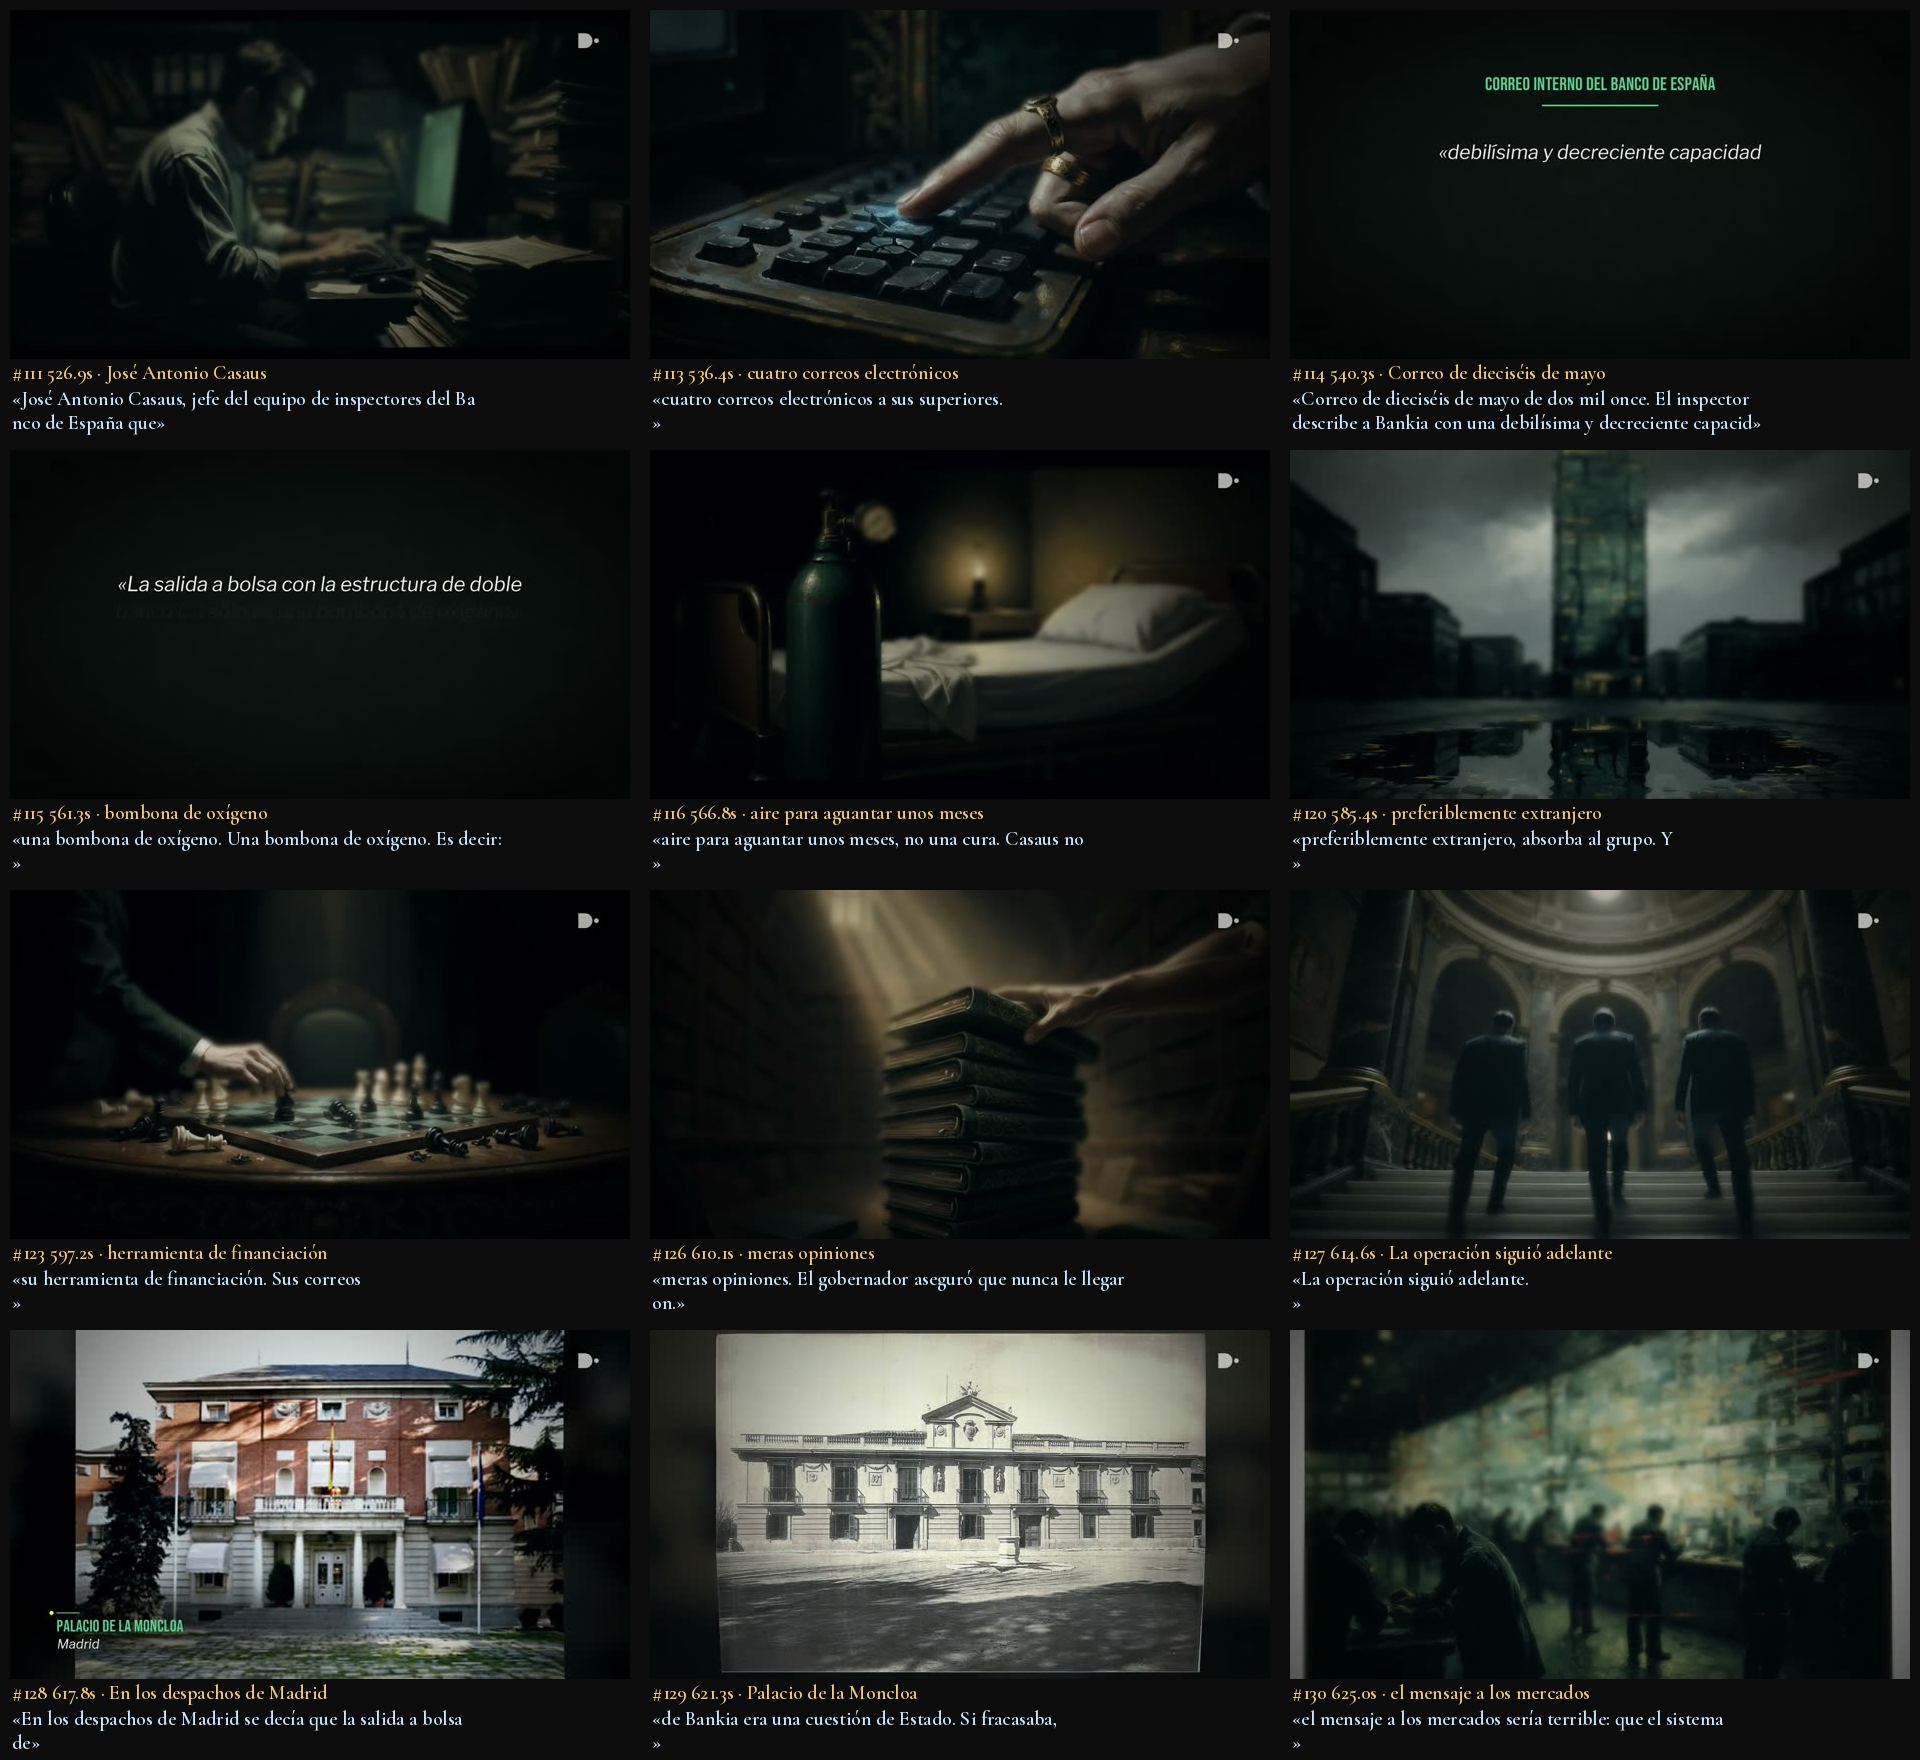 CORREO INTERNO DEL BANCO DE ESPAÑA
«debilísima y decreciente capacidad
#111 526.9s · José Antonio Casaus
«José Antonio Casaus, jefe del equipo de inspectores del Ba
nco de España que»
#113 536.4s · cuatro correos electrónicos
«cuatro correos electrónicos a sus superiores.
»
#114 540.3s · Correo de dieciséis de mayo
«Correo de dieciséis de mayo de dos mil once. El inspector
describe a Bankia con una debilísima y decreciente capacid»
«La salida a bolsa con la estructura de doble
#115 561.3s · bombona de oxígeno
«una bombona de oxígeno. Una bombona de oxígeno. Es decir:
»
#116 566.8s · aire para aguantar unos meses
«aire para aguantar unos meses, no una cura. Casaus no
»
#120 585.4s · preferiblemente extranjero
«preferiblemente extranjero, absorba al grupo. Y
»
#123 597.2s · herramienta de financiación
«su herramienta de financiación. Sus correos
»
#126 610.1s · meras opiniones
«meras opiniones. El gobernador aseguró que nunca le llegar
on.»
#127 614.6s · La operación siguió adelante
«La operación siguió adelante.
»
PALACIO DE LA MONCLOA
Madrid
#128 617.8s · En los despachos de Madrid
«En los despachos de Madrid se decía que la salida a bolsa
de»
#129 621.3s · Palacio de la Moncloa
«de Bankia era una cuestión de Estado. Si fracasaba,
»
#130 625.0s · el mensaje a los mercados
«el mensaje a los mercados sería terrible: que el sistema
»